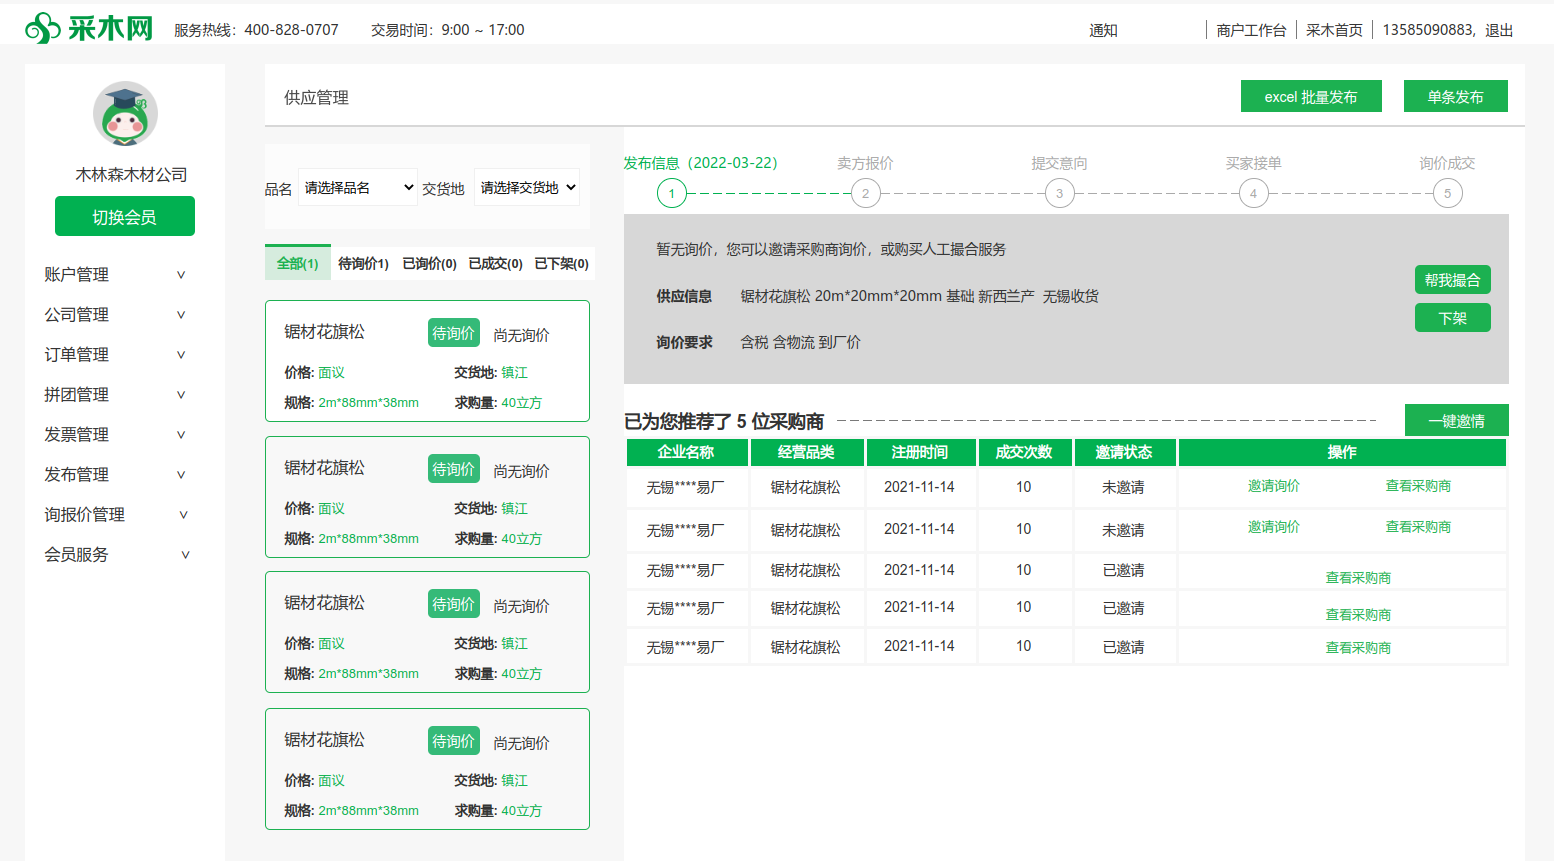 采木网 服务热线：400-828-0707 交易时间：9:00 ~ 17:00 通知 商户工作台 采木首页 13585090883, 退出
木林森木材公司
切换会员
账户管理
公司管理
订单管理
拼团管理
发票管理
发布管理
询报价管理
会员服务
供应管理 excel 批量发布 单条发布
品名 请选择品名 交货地 请选择交货地
全部(1) 待询价1) 已询价(0) 已成交(0) 已下架(0)
锯材花旗松 待询价 尚无询价
价格: 面议 交货地: 镇江
规格: 2m*88mm*38mm 求购量: 40立方
锯材花旗松 待询价 尚无询价
价格: 面议 交货地: 镇江
规格: 2m*88mm*38mm 求购量: 40立方
锯材花旗松 待询价 尚无询价
价格: 面议 交货地: 镇江
规格: 2m*88mm*38mm 求购量: 40立方
锯材花旗松 待询价 尚无询价
价格: 面议 交货地: 镇江
规格: 2m*88mm*38mm 求购量: 40立方
发布信息（2022-03-22） 卖方报价 提交意向 买家接单 询价成交
1 2 3 4 5
暂无询价，您可以邀请采购商询价，或购买人工撮合服务
供应信息 锯材花旗松 20m*20mm*20mm 基础 新西兰产 无锡收货
询价要求 含税 含物流 到厂价
帮我撮合
下架
已为您推荐了 5 位采购商 一键邀情
企业名称 经营品类 注册时间 成交次数 邀请状态 操作
无锡****易厂 锯材花旗松 2021-11-14 10 未邀请 邀请询价 查看采购商
无锡****易厂 锯材花旗松 2021-11-14 10 未邀请 邀请询价 查看采购商
无锡****易厂 锯材花旗松 2021-11-14 10 已邀请 查看采购商
无锡****易厂 锯材花旗松 2021-11-14 10 已邀请 查看采购商
无锡****易厂 锯材花旗松 2021-11-14 10 已邀请 查看采购商